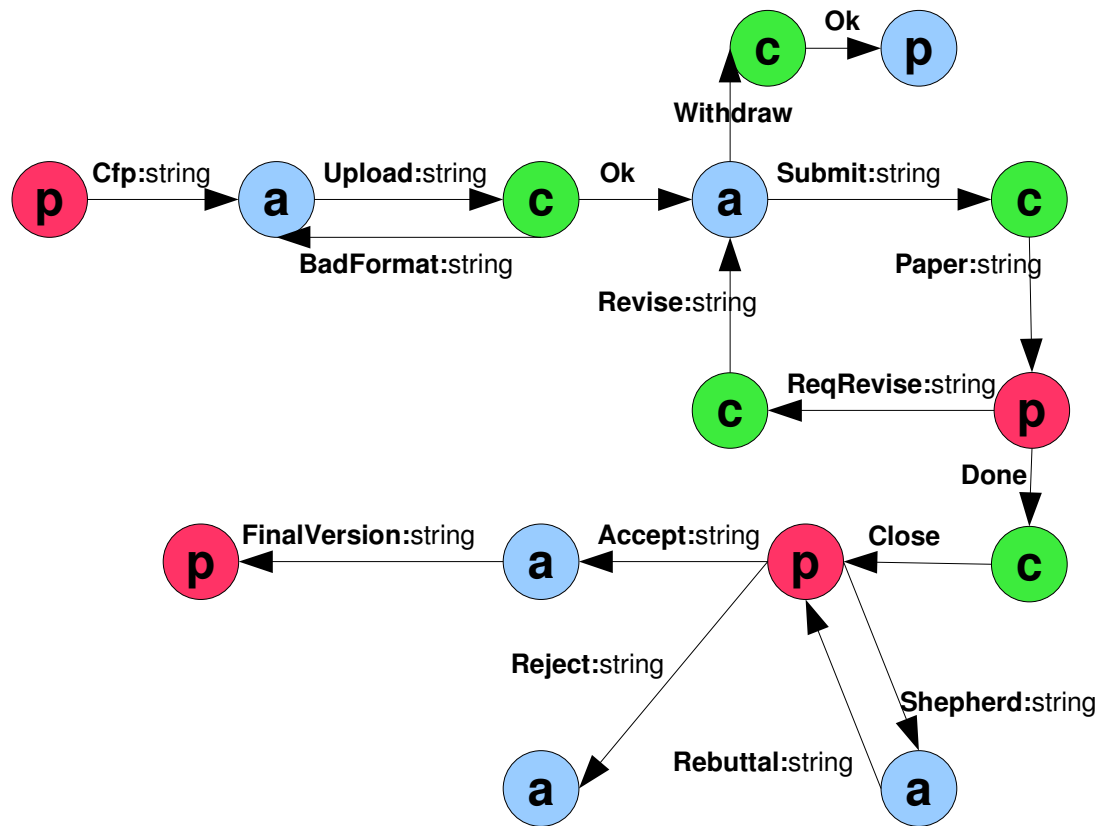 Ok
c
p
Withdraw
Cfp:string
Upload:string
Ok
Submit:string
p
a
c
a
c
BadFormat:string
Paper:string
Revise:string
ReqRevise:string
c
p
Done
FinalVersion:string
Accept:string
Close
p
a
p
c
Reject:string
Shepherd:string
Rebuttal:string
a
a